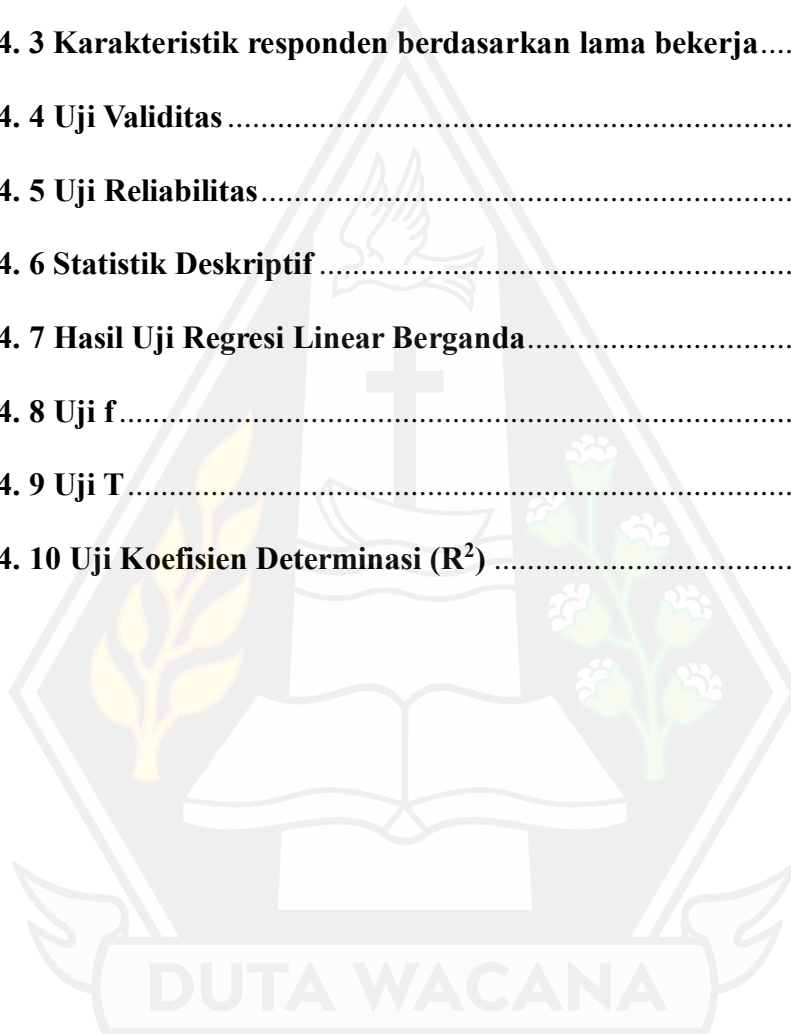 4. 3 Karakteristik responden berdasarkan lama bekerja....
4. 4 Uji Validitas....................................................................
4. 5 Uji Reliabilitas................................................................
4. 6 Statistik Deskriptif.........................................................
4. 7 Hasil Uji Regresi Linear Berganda................................
4. 8 Uji f.................................................................................
4. 9 Uji T................................................................................
4. 10 Uji Koefisien Determinasi (R²)....................................
DUTA WACANA